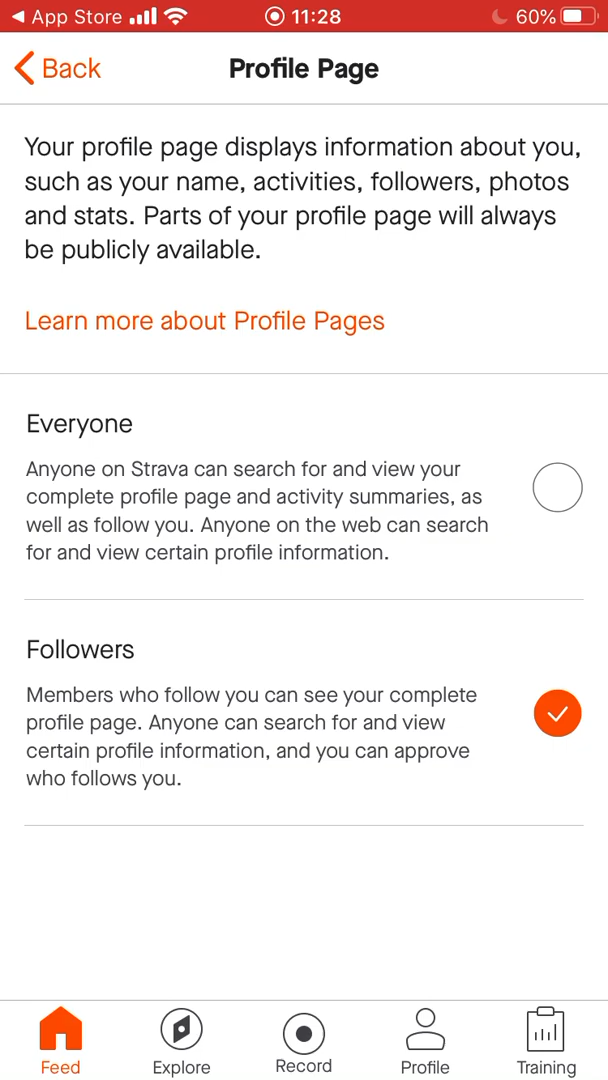 App Store 11:28 60%
Back Profile Page
Your profile page displays information about you,
such as your name, activities, followers, photos
and stats. Parts of your profile page will always
be publicly available.
Learn more about Profile Pages
Everyone
Anyone on Strava can search for and view your
complete profile page and activity summaries, as
well as follow you. Anyone on the web can search
for and view certain profile information.
Followers
Members who follow you can see your complete
profile page. Anyone can search for and view
certain profile information, and you can approve
who follows you.
Feed Explore Record Profile Training